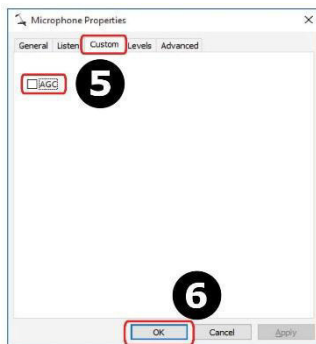 Microphone Properties
General Listen Custom Levels Advanced
AGC
5
6
OK Cancel Apply